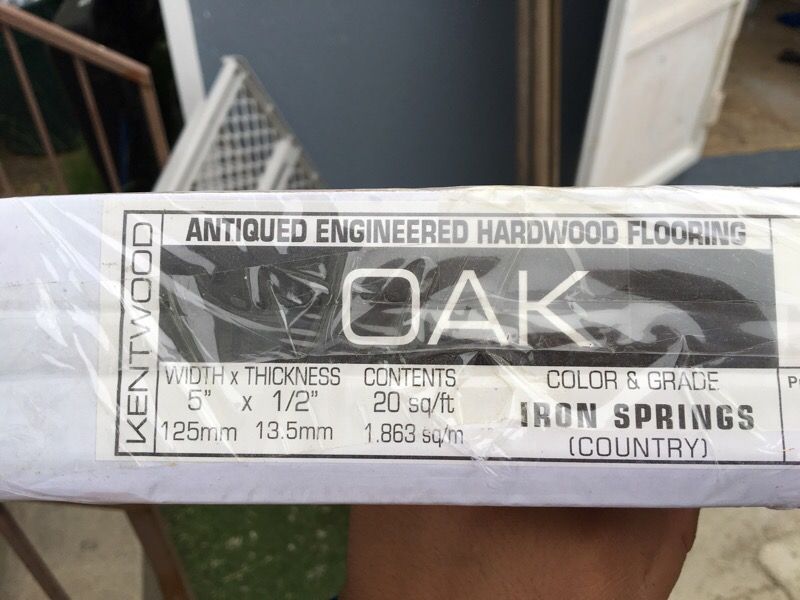 KENTWOOD
ANTIQUED ENGINEERED HARDWOOD FLOORING
OAK
WIDTH x THICKNESS
5" x 1/2"
125mm 13.5mm
CONTENTS
20 sq/ft
1.863 sq/m
COLOR & GRADE
IRON SPRINGS
(COUNTRY)